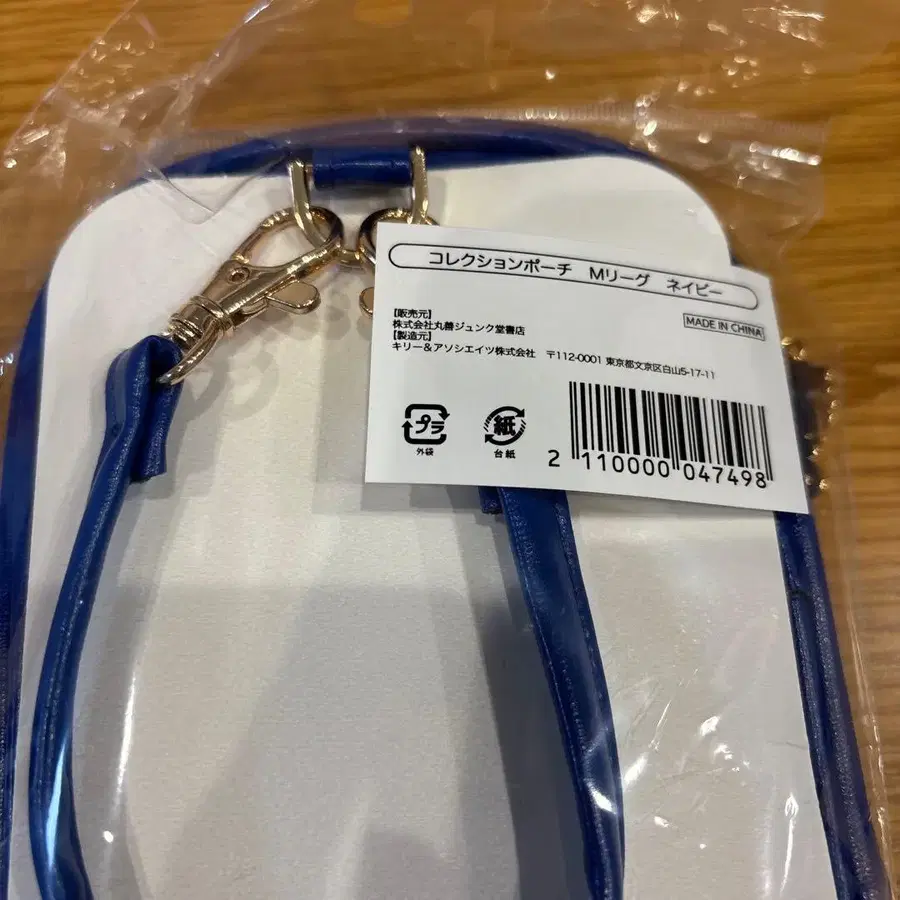 コレクションポーチ Mリーグ ネイビー
MADE IN CHINA
【販売元】
株式会社丸善ジュンク堂書店
【製造元】
キリー＆アソシエイツ株式会社 〒112-0001 東京都文京区白山5-17-11
プラ
外袋
紙
台紙
2 110000 047498